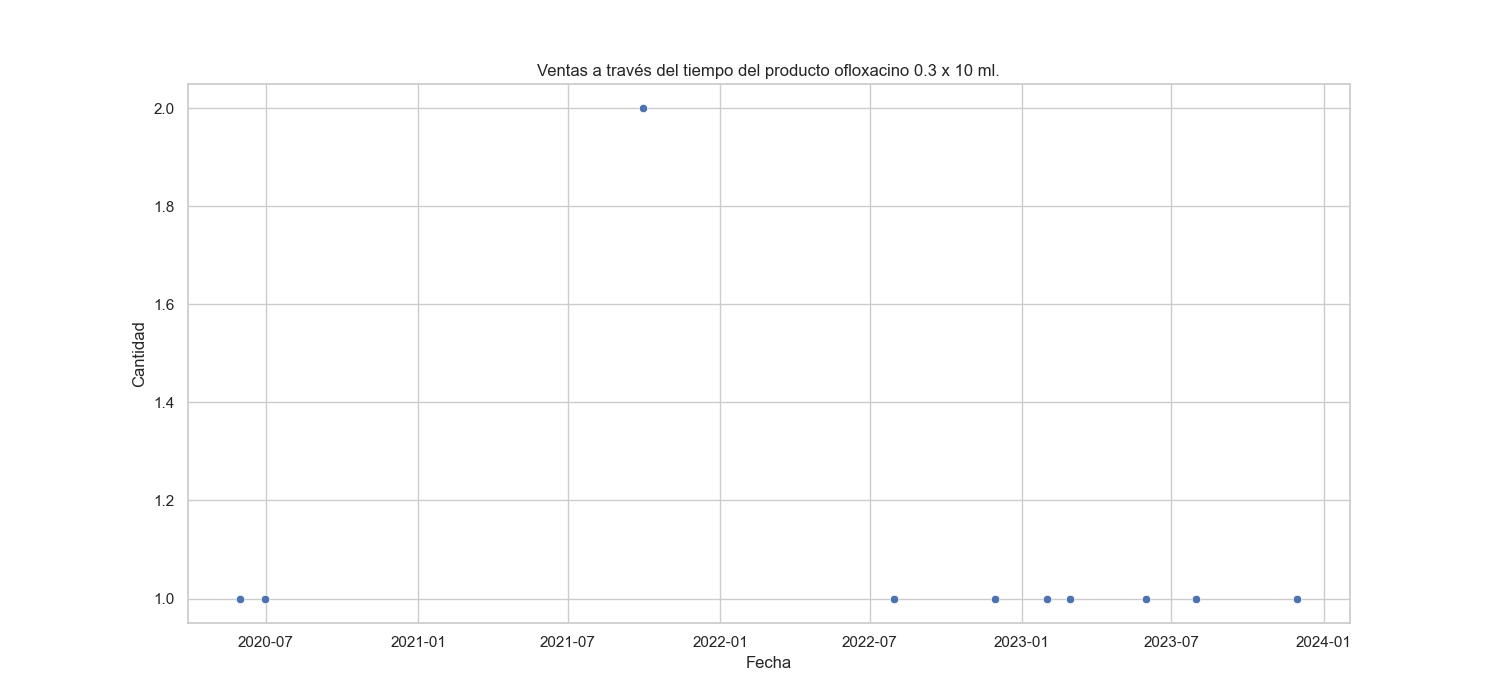 Ventas a través del tiempo del producto ofloxacino 0.3 x 10 ml.
2.0
1.8
1.6
1.4
1.2
1.0
Cantidad
2020-07 2021-01 2021-07 2022-01 2022-07 2023-01 2023-07 2024-01
Fecha